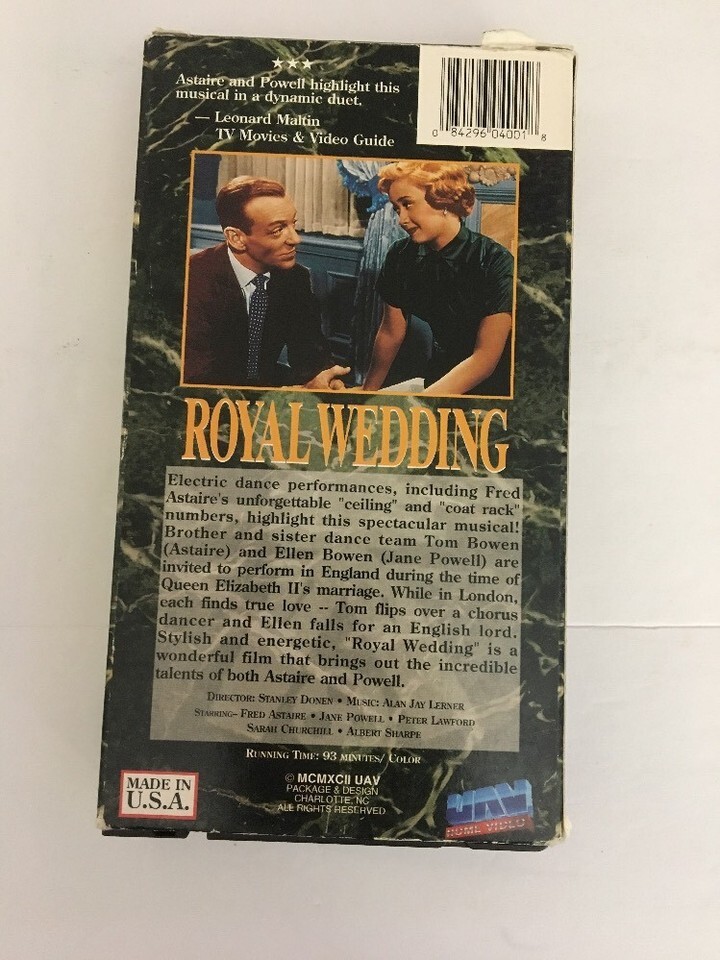 ★★★
Astaire and Powell highlight this
musical in a dynamic duet.
— Leonard Maltin
TV Movies & Video Guide
0 84296 04001 8
ROYAL WEDDING
Electric dance performances, including Fred
Astaire's unforgettable "ceiling" and "coat rack"
numbers, highlight this spectacular musical!
Brother and sister dance team Tom Bowen
(Astaire) and Ellen Bowen (Jane Powell) are
invited to perform in England during the time of
Queen Elizabeth II's marriage. While in London,
each finds true love -- Tom flips over a chorus
dancer and Ellen falls for an English lord.
Stylish and energetic, "Royal Wedding" is a
wonderful film that brings out the incredible
talents of both Astaire and Powell.
DIRECTOR: STANLEY DONEN • MUSIC: ALAN JAY LERNER
STARRING– FRED ASTAIRE • JANE POWELL • PETER LAWFORD
SARAH CHURCHILL • ALBERT SHARPE
RUNNING TIME: 93 MINUTES/ COLOR
© MCMXCII UAV
PACKAGE & DESIGN
CHARLOTTE, NC
ALL RIGHTS RESERVED
MADE IN
U.S.A.
UAV
HOME VIDEO